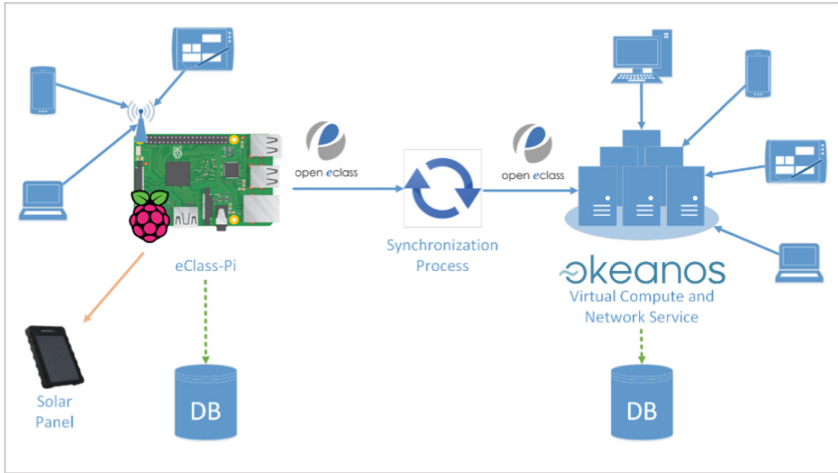 open eclass
open eclass
Synchronization
Process
eClass-Pi
okeanos
Virtual Compute and
Network Service
Solar
Panel
DB
DB